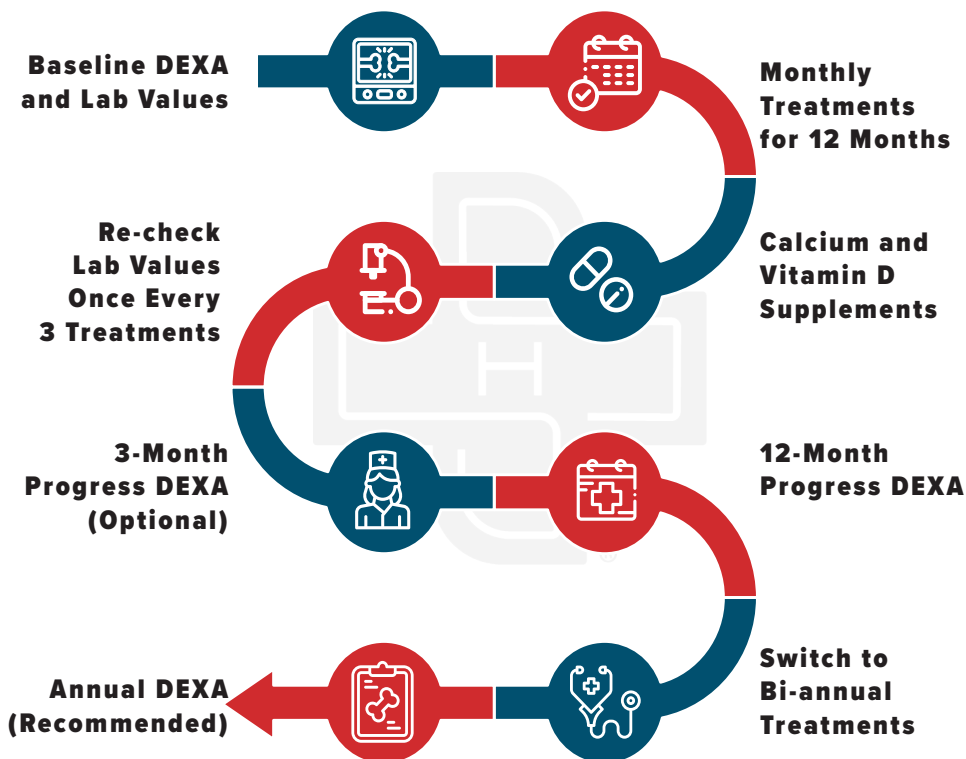 Baseline DEXA
and Lab Values
Monthly
Treatments
for 12 Months
Calcium and
Vitamin D
Supplements
Re-check
Lab Values
Once Every
3 Treatments
H
3-Month
Progress DEXA
(Optional)
12-Month
Progress DEXA
®
Switch to
Bi-annual
Treatments
Annual DEXA
(Recommended)